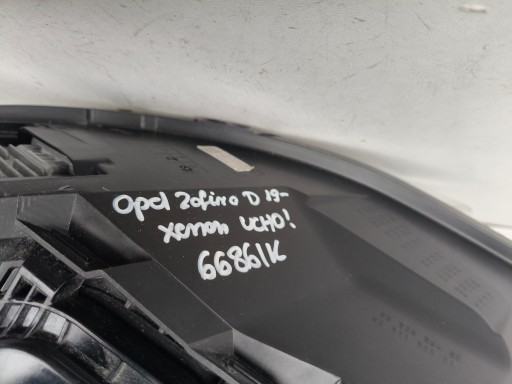 Opel Zafira D 19-
xenon UCHO!
66861K